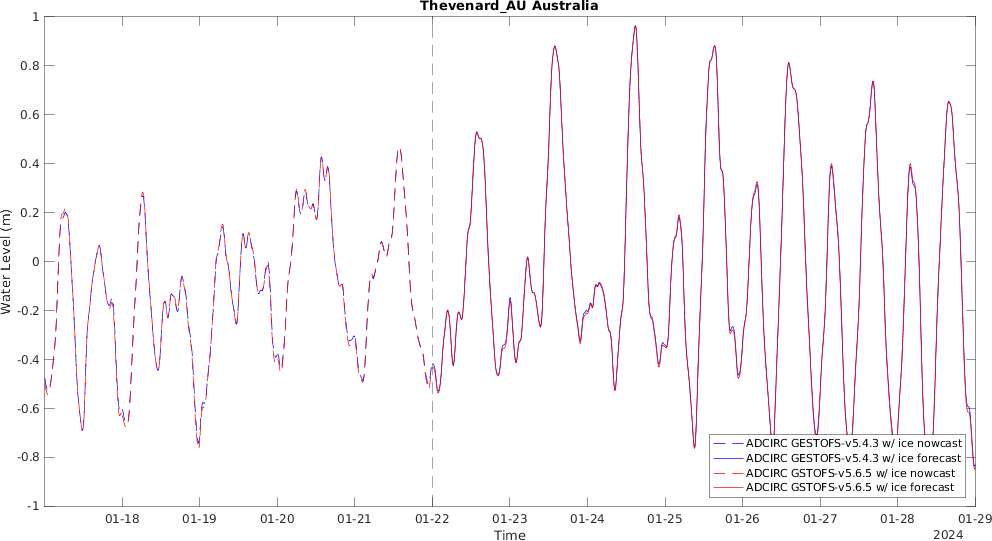 Thevenard_AU Australia
Water Level (m)
1
0.8
0.6
0.4
0.2
0
-0.2
-0.4
-0.6
-0.8
-1
ADCIRC GESTOFS-v5.4.3 w/ ice nowcast
ADCIRC GESTOFS-v5.4.3 w/ ice forecast
ADCIRC GSTOFS-v5.6.5 w/ ice nowcast
ADCIRC GSTOFS-v5.6.5 w/ ice forecast
01-18 01-19 01-20 01-21 01-22 01-23 01-24 01-25 01-26 01-27 01-28 01-29
Time
2024